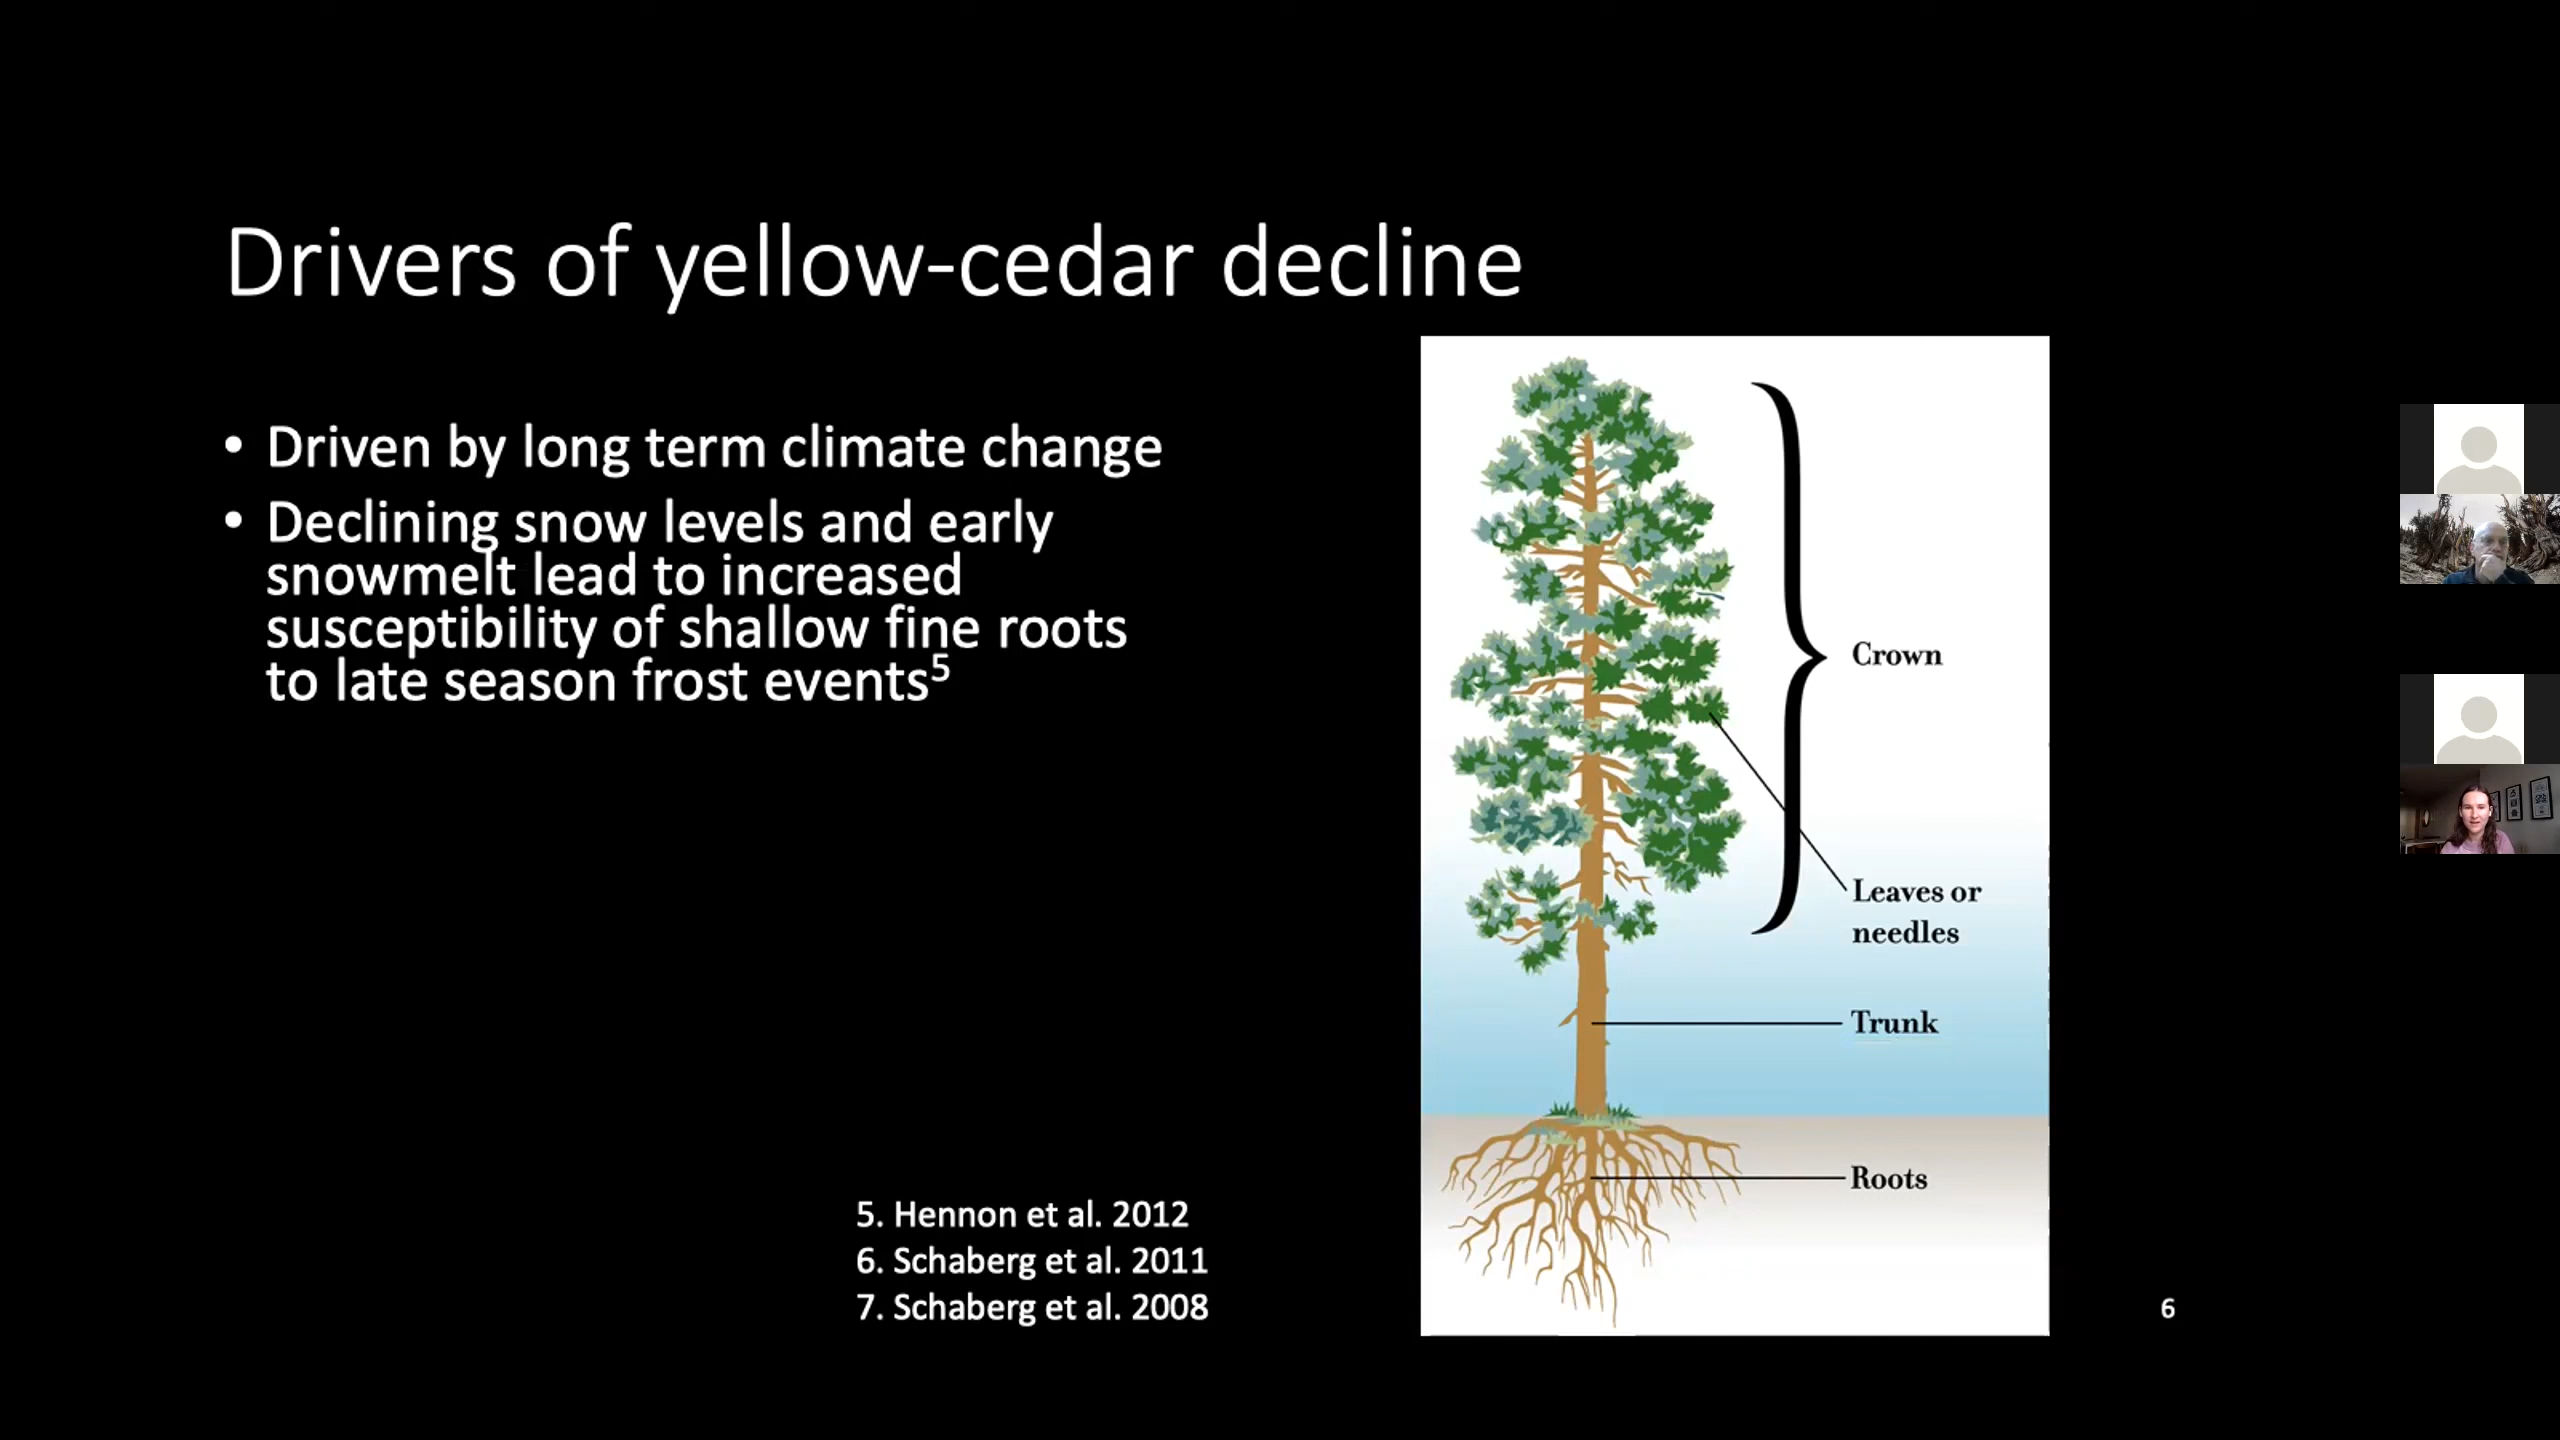 Drivers of yellow-cedar decline
• Driven by long term climate change
• Declining snow levels and early
snowmelt lead to increased
susceptibility of shallow fine roots
to late season frost events⁵
5. Hennon et al. 2012
6. Schaberg et al. 2011
7. Schaberg et al. 2008
Crown
Leaves or
needles
Trunk
Roots
6